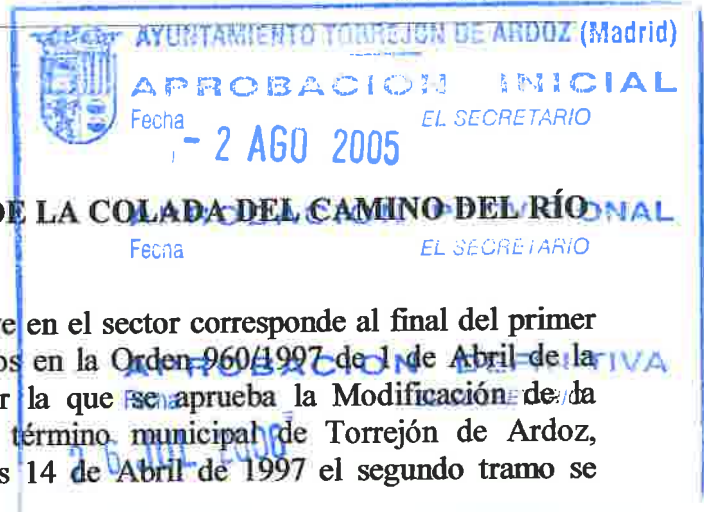 AYUNTAMIENTO TORREJON DE ARDOZ (Madrid)
APROBACION INICIAL
Fecha EL SECRETARIO
- 2 AGO 2005
DE LA COLADA DEL CAMINO DEL RÍO
Fecha EL SECRETARIO
en el sector corresponde al final del primer
en la Orden 960/1997 de 1 de Abril de la
la que se aprueba la Modificación de la
término municipal de Torrejón de Ardoz,
14 de Abril de 1997 el segundo tramo se